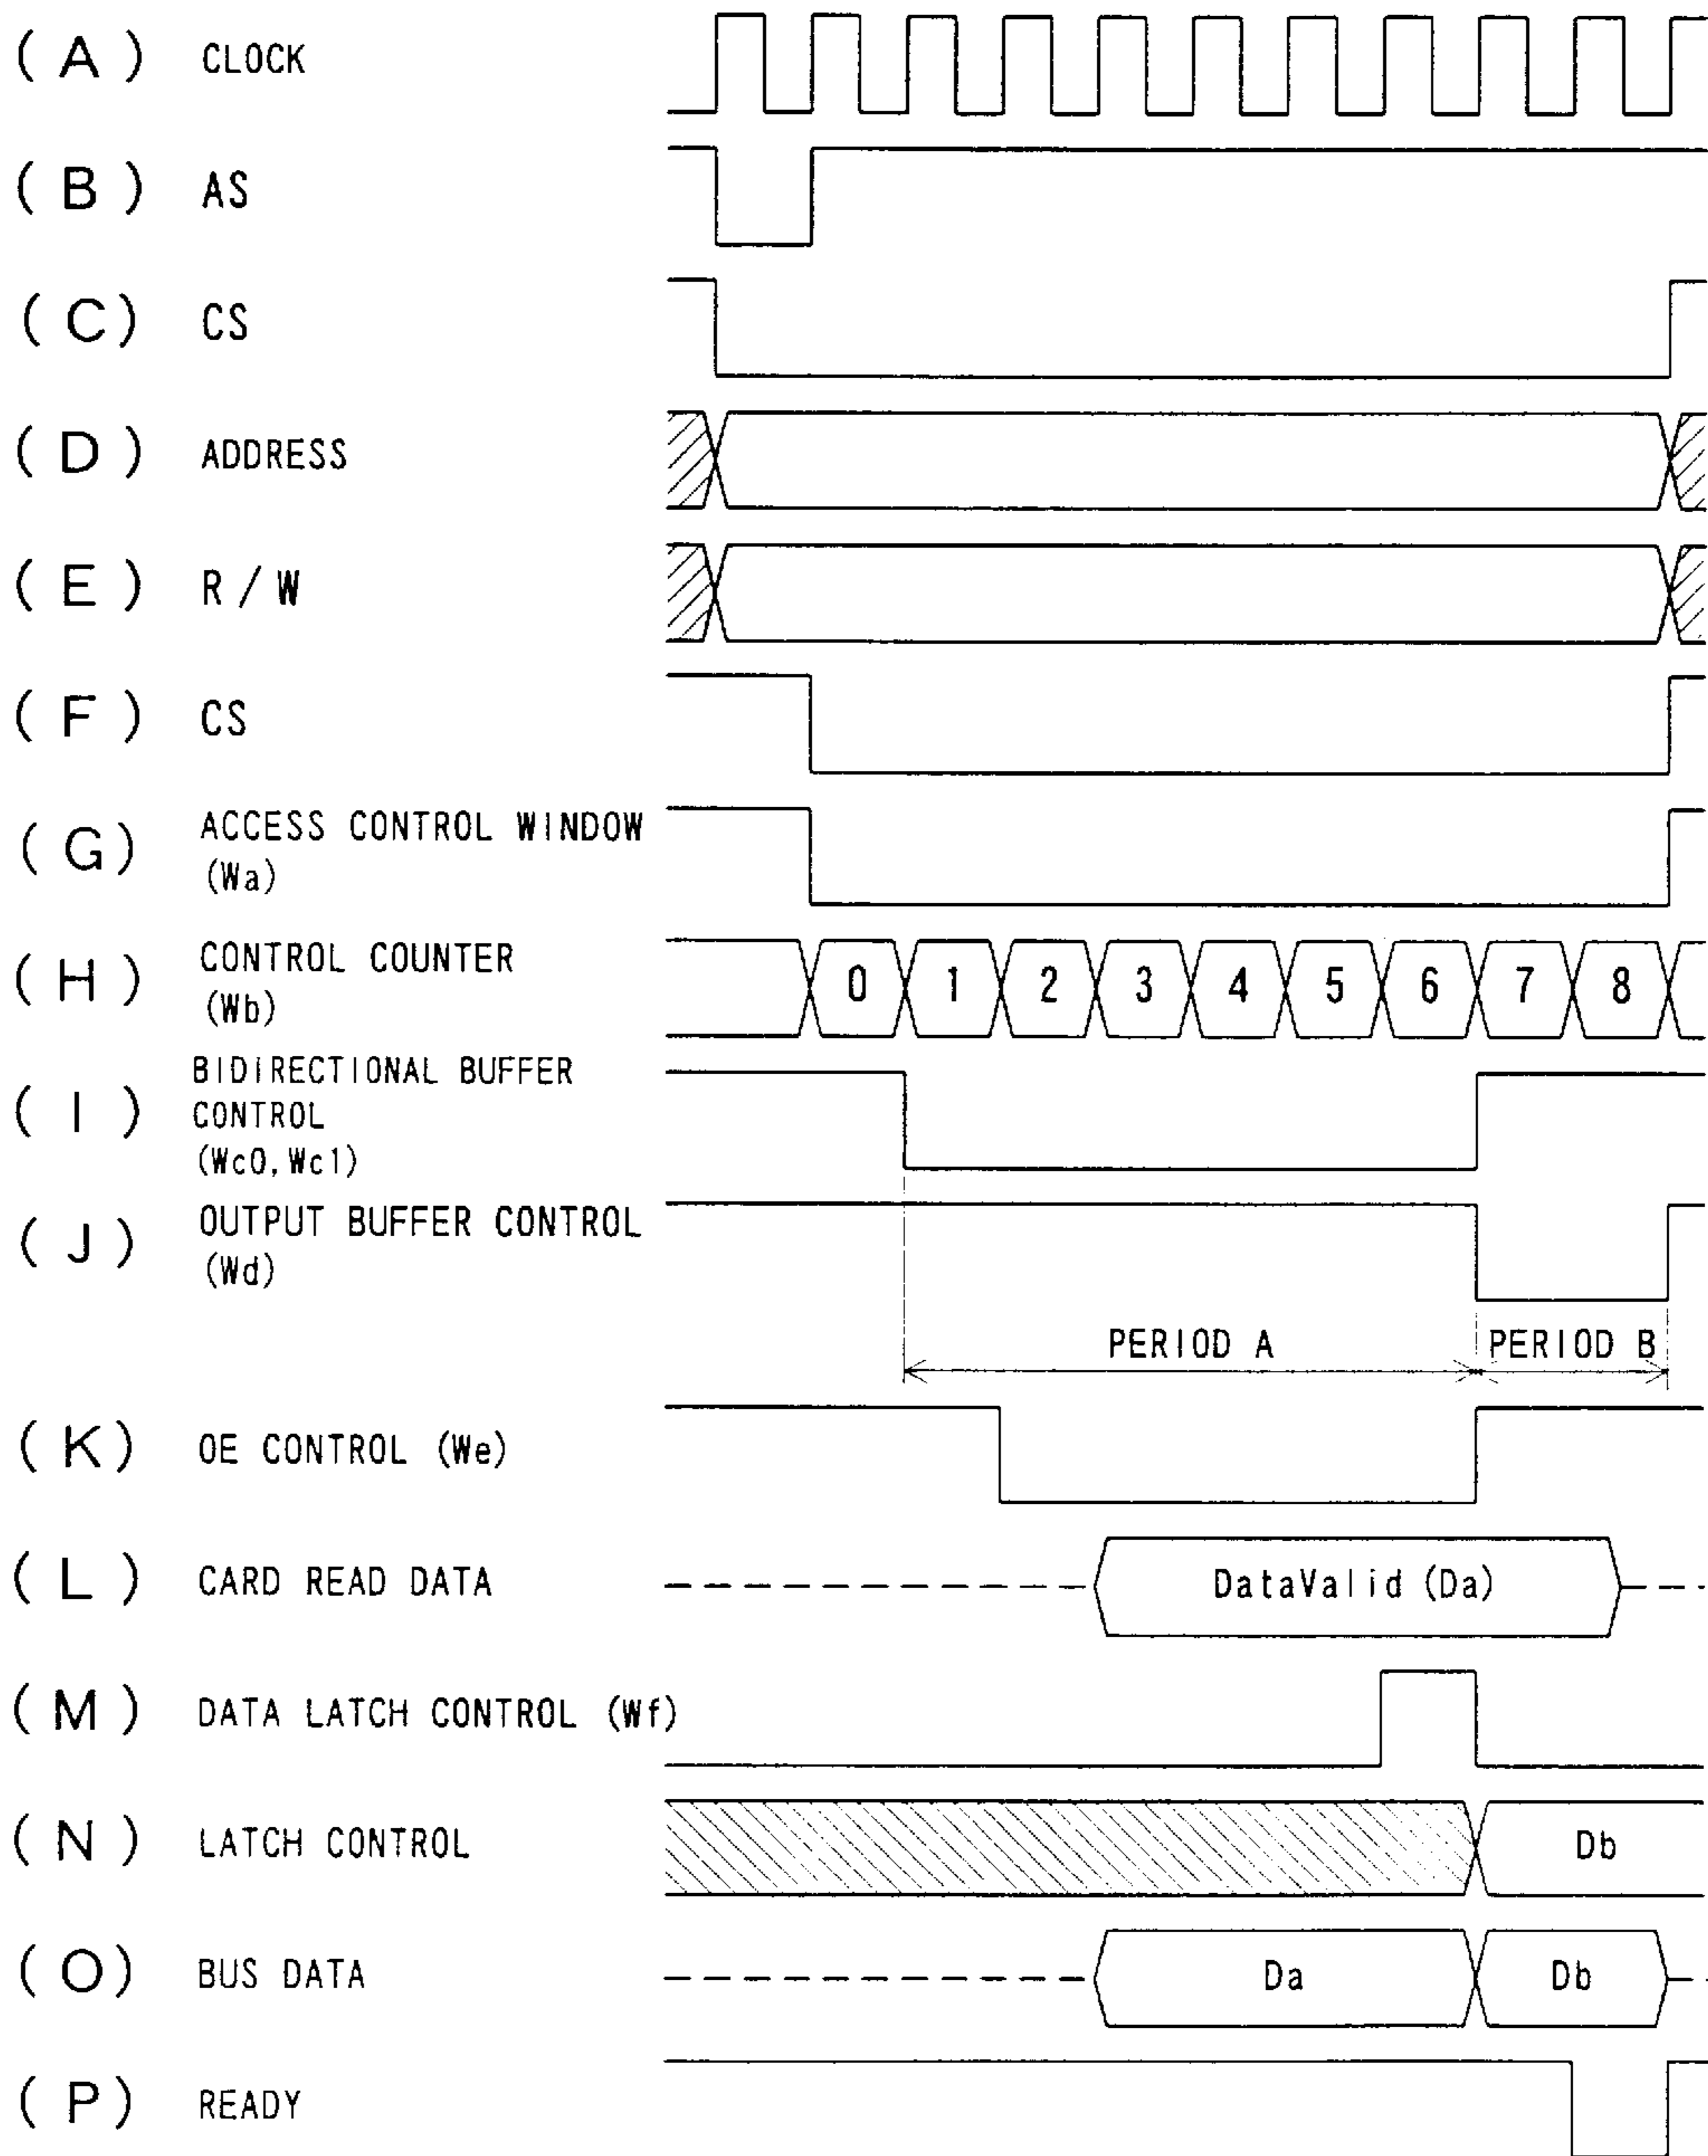 (A) CLOCK
(B) AS
(C) CS
(D) ADDRESS
(E) R/W
(F) CS
(G) ACCESS CONTROL WINDOW
(Wa)
(H) CONTROL COUNTER
(Wb)
0 1 2 3 4 5 6 7 8
(I) BIDIRECTIONAL BUFFER
CONTROL
(Wc0, Wc1)
(J) OUTPUT BUFFER CONTROL
(Wd)
PERIOD A PERIOD B
(K) OE CONTROL (We)
(L) CARD READ DATA DataValid (Da)
(M) DATA LATCH CONTROL (Wf)
(N) LATCH CONTROL Db
(O) BUS DATA Da Db
(P) READY